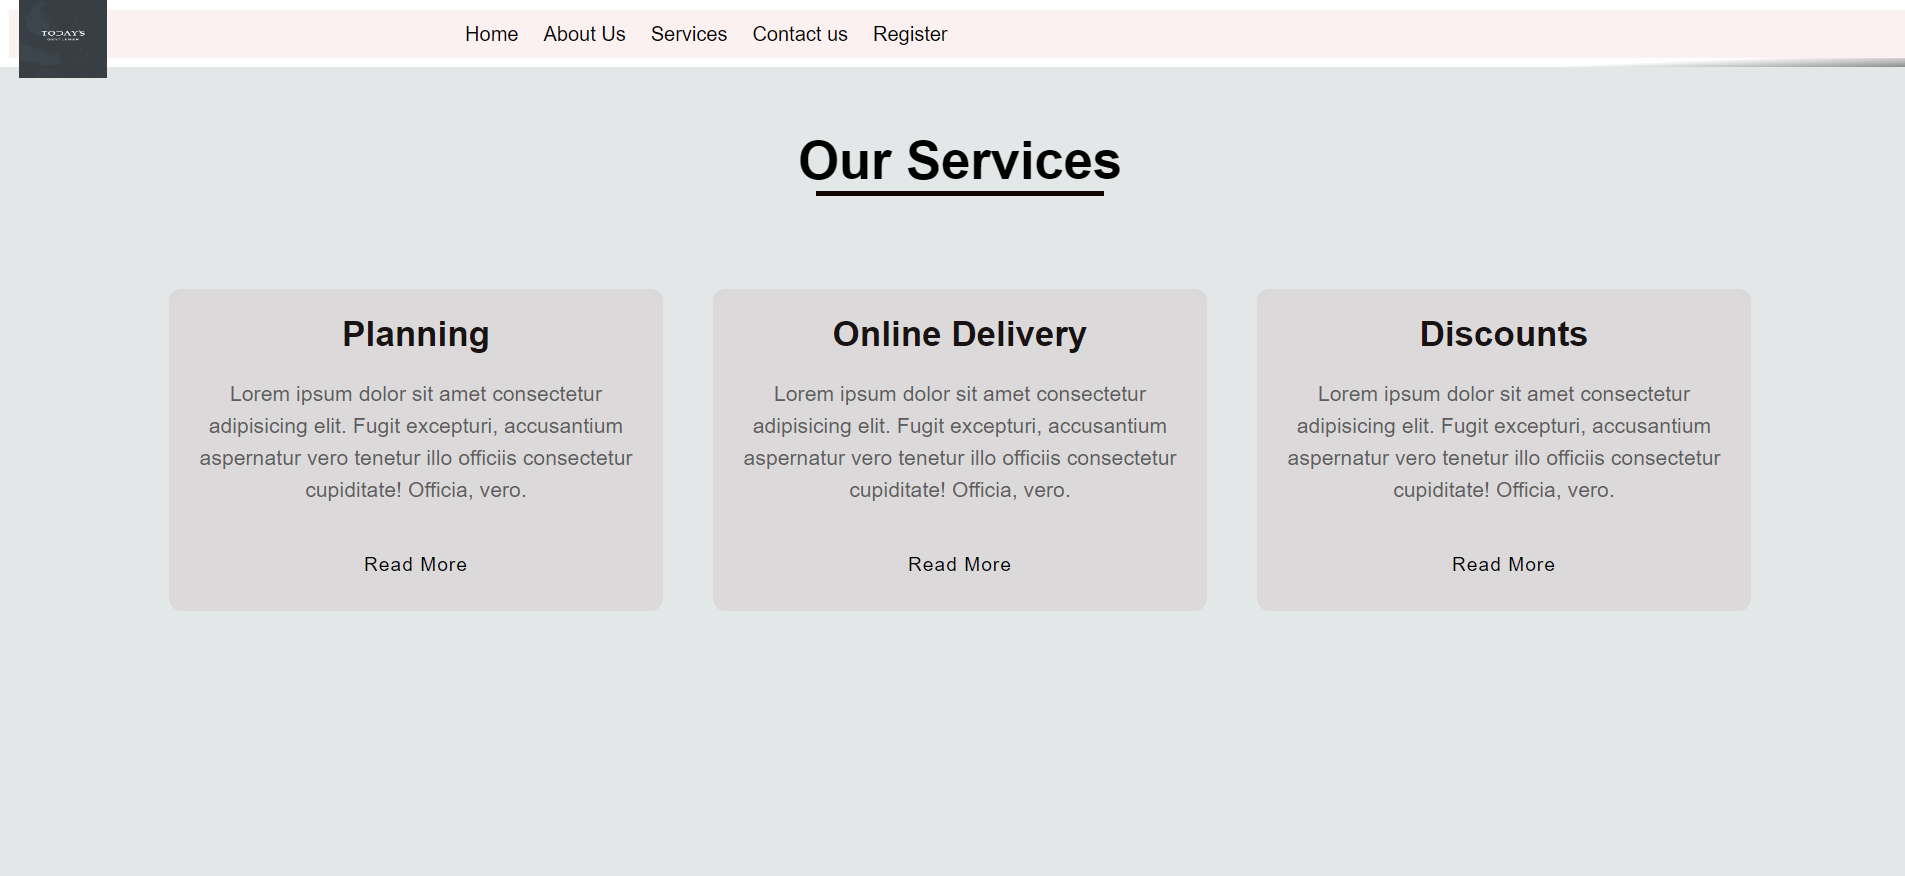 TODAY'S
GENTLEMAN
Home About Us Services Contact us Register
Our Services
Planning
Lorem ipsum dolor sit amet consectetur
adipisicing elit. Fugit excepturi, accusantium
aspernatur vero tenetur illo officiis consectetur
cupiditate! Officia, vero.
Read More
Online Delivery
Lorem ipsum dolor sit amet consectetur
adipisicing elit. Fugit excepturi, accusantium
aspernatur vero tenetur illo officiis consectetur
cupiditate! Officia, vero.
Read More
Discounts
Lorem ipsum dolor sit amet consectetur
adipisicing elit. Fugit excepturi, accusantium
aspernatur vero tenetur illo officiis consectetur
cupiditate! Officia, vero.
Read More